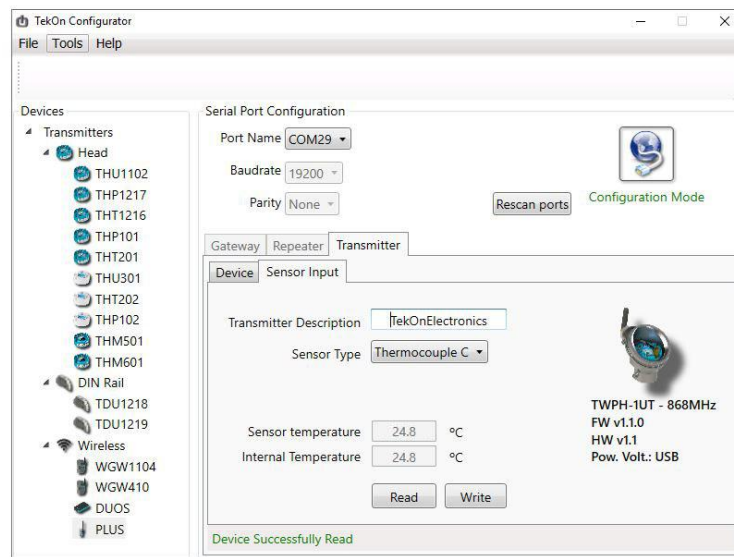 TekOn Configurator
File Tools Help
Devices
Transmitters
Head
THU1102
THP1217
THT1216
THP101
THT201
THU301
THT202
THP102
THM501
THM601
DIN Rail
TDU1218
TDU1219
Wireless
WGW1104
WGW410
DUOS
PLUS
Serial Port Configuration
Port Name COM29
Baudrate 19200
Parity None
Rescan ports
Configuration Mode
Gateway Repeater Transmitter
Device Sensor Input
Transmitter Description TekOnElectronics
Sensor Type Thermocouple C
Sensor temperature 24.8 ºC
Internal Temperature 24.8 ºC
Read Write
TWPH-1UT - 868MHz
FW v1.1.0
HW v1.1
Pow. Volt.: USB
Device Successfully Read